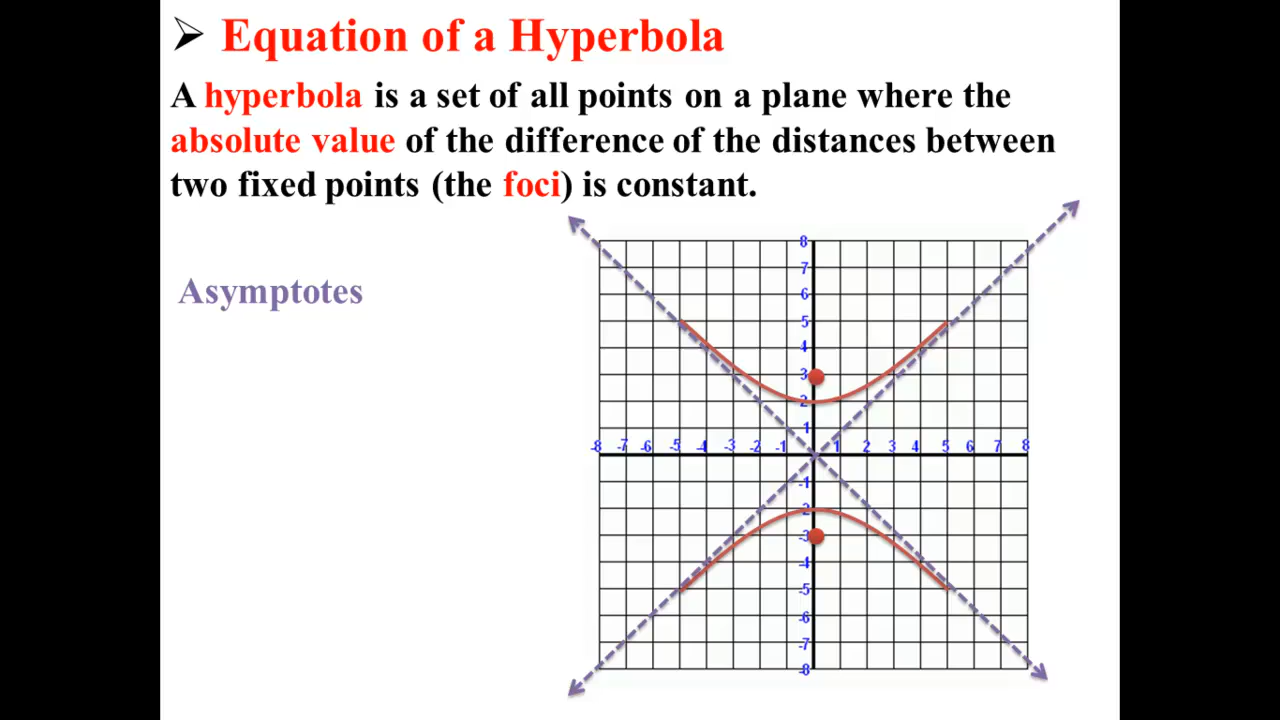 Equation of a Hyperbola
A hyperbola is a set of all points on a plane where the
absolute value of the difference of the distances between
two fixed points (the foci) is constant.
Asymptotes
8
7
6
5
4
3
2
1
-8 -7 -6 -5 -4 -3 -2 -1 1 2 3 4 5 6 7 8
-1
-2
-3
-4
-5
-6
-7
-8